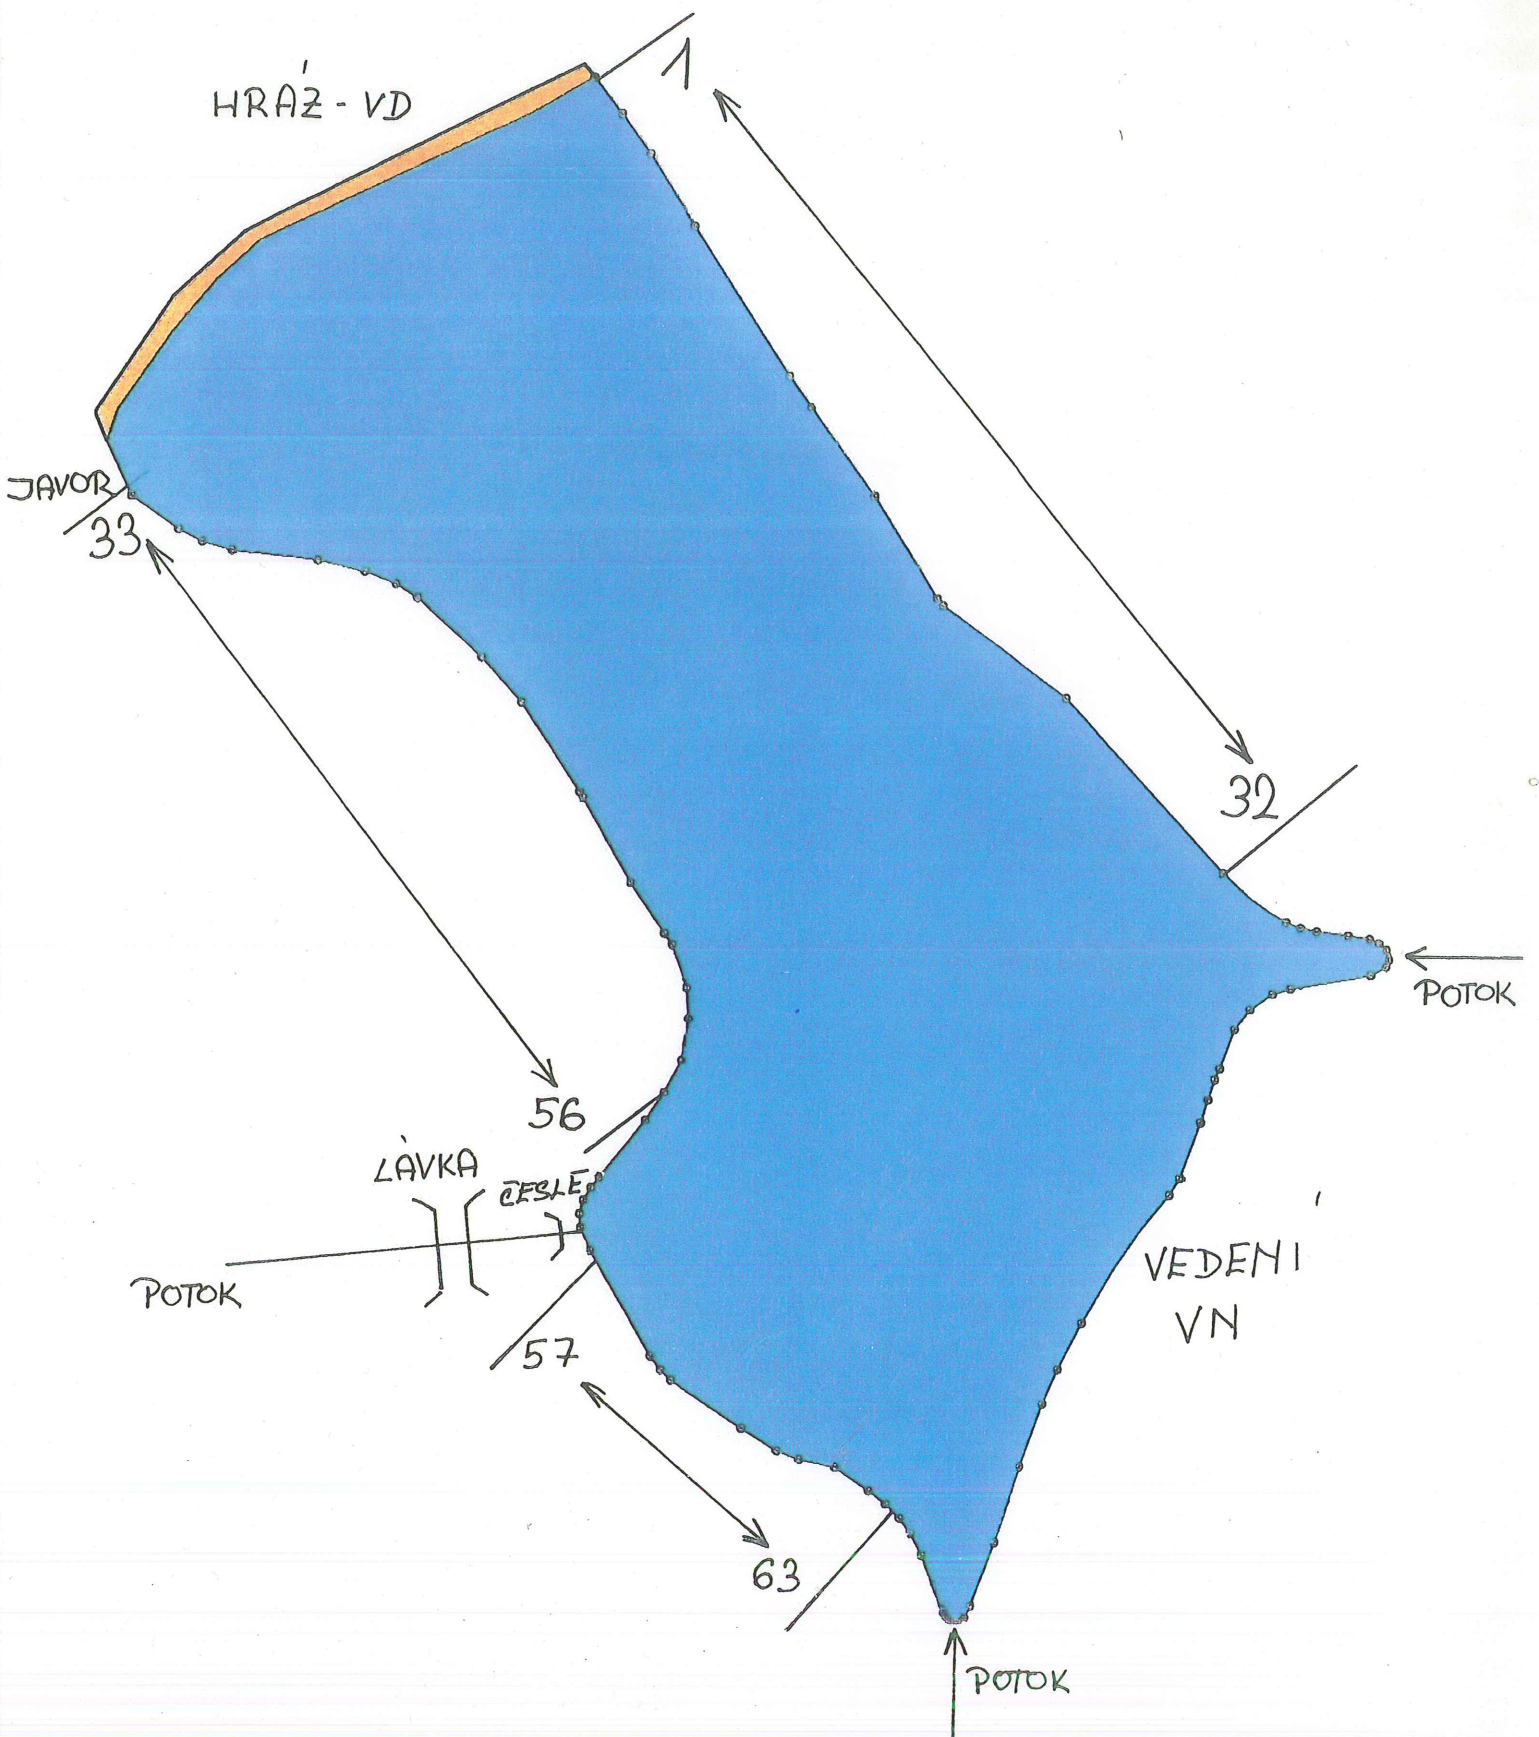 HRÁZ - VD
1
JAVOR
33
32
POTOK
56
LÁVKA
ČESLE
POTOK
VEDENÍ
VN
57
63
POTOK